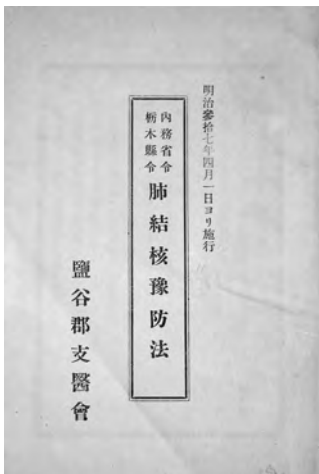 明治參拾七年四月一日ヨリ施行
內務省令
栃木縣令
肺結核豫防法
鹽谷郡支醫會